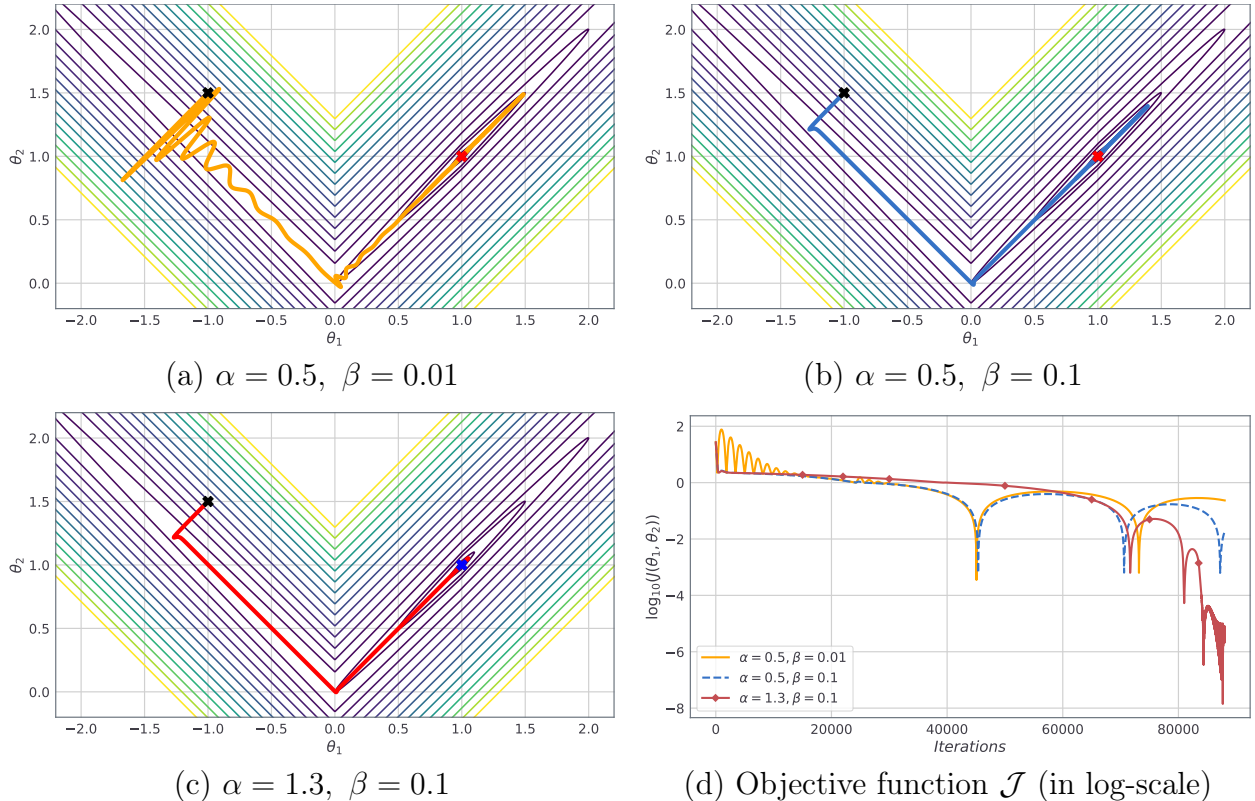 2.0
1.5
1.0
0.5
0.0
θ₂
−2.0 −1.5 −1.0 −0.5 0.0 0.5 1.0 1.5 2.0
θ₁
(a) α = 0.5, β = 0.01
2.0
1.5
1.0
0.5
0.0
θ₂
−2.0 −1.5 −1.0 −0.5 0.0 0.5 1.0 1.5 2.0
θ₁
(b) α = 0.5, β = 0.1
2.0
1.5
1.0
0.5
0.0
θ₂
−2.0 −1.5 −1.0 −0.5 0.0 0.5 1.0 1.5 2.0
θ₁
(c) α = 1.3, β = 0.1
2
0
−2
−4
−6
−8
log₁₀(J(θ₁, θ₂))
α = 0.5, β = 0.01
α = 0.5, β = 0.1
α = 1.3, β = 0.1
0 20000 40000 60000 80000
Iterations
(d) Objective function 𝒥 (in log-scale)